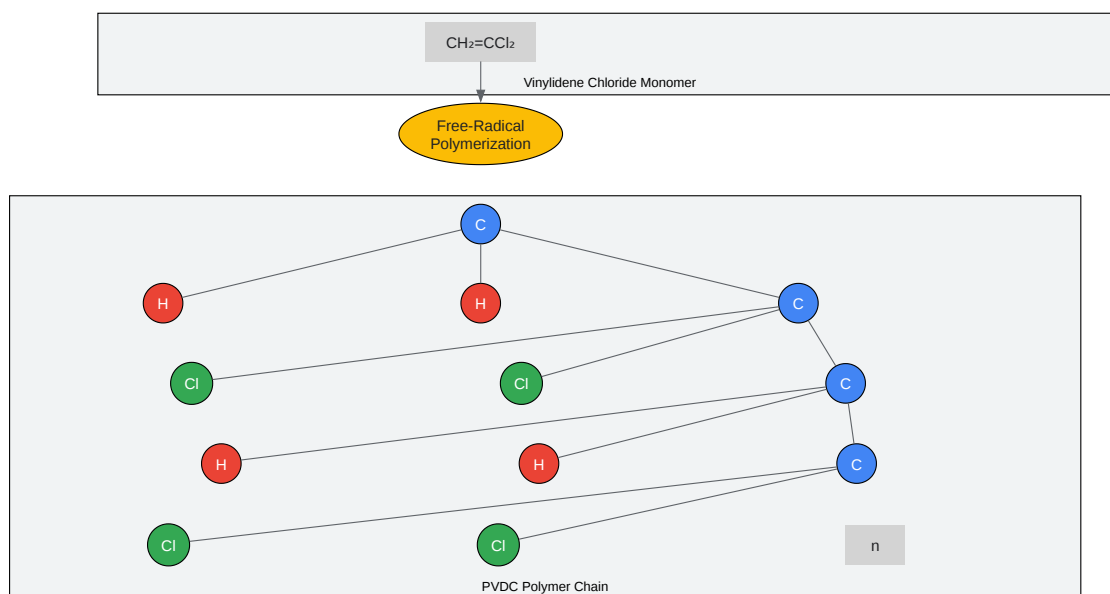 CH₂=CCl₂
Vinylidene Chloride Monomer
Free-Radical
Polymerization
C
H
H
C
Cl
Cl
C
H
H
C
Cl
Cl
n
PVDC Polymer Chain